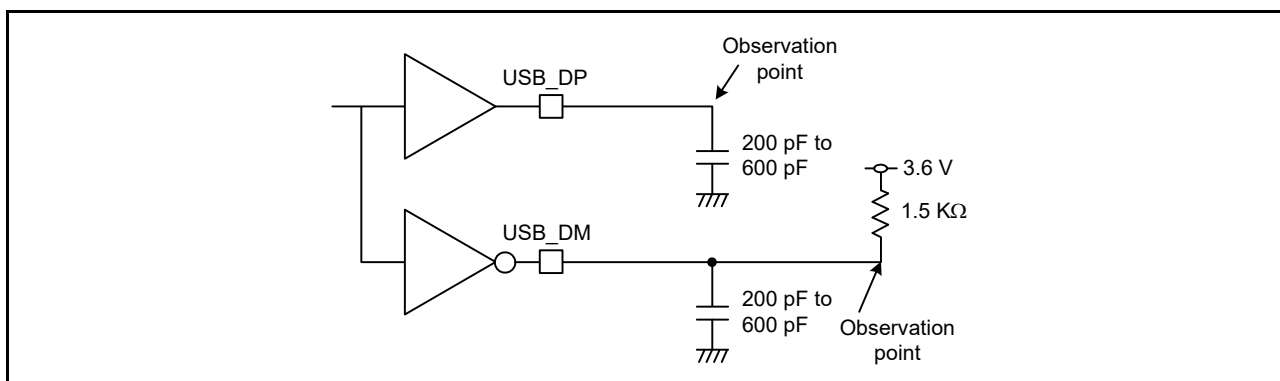 Observation
point
USB_DP
200 pF to
600 pF
3.6 V
1.5 KΩ
USB_DM
200 pF to
600 pF
Observation
point